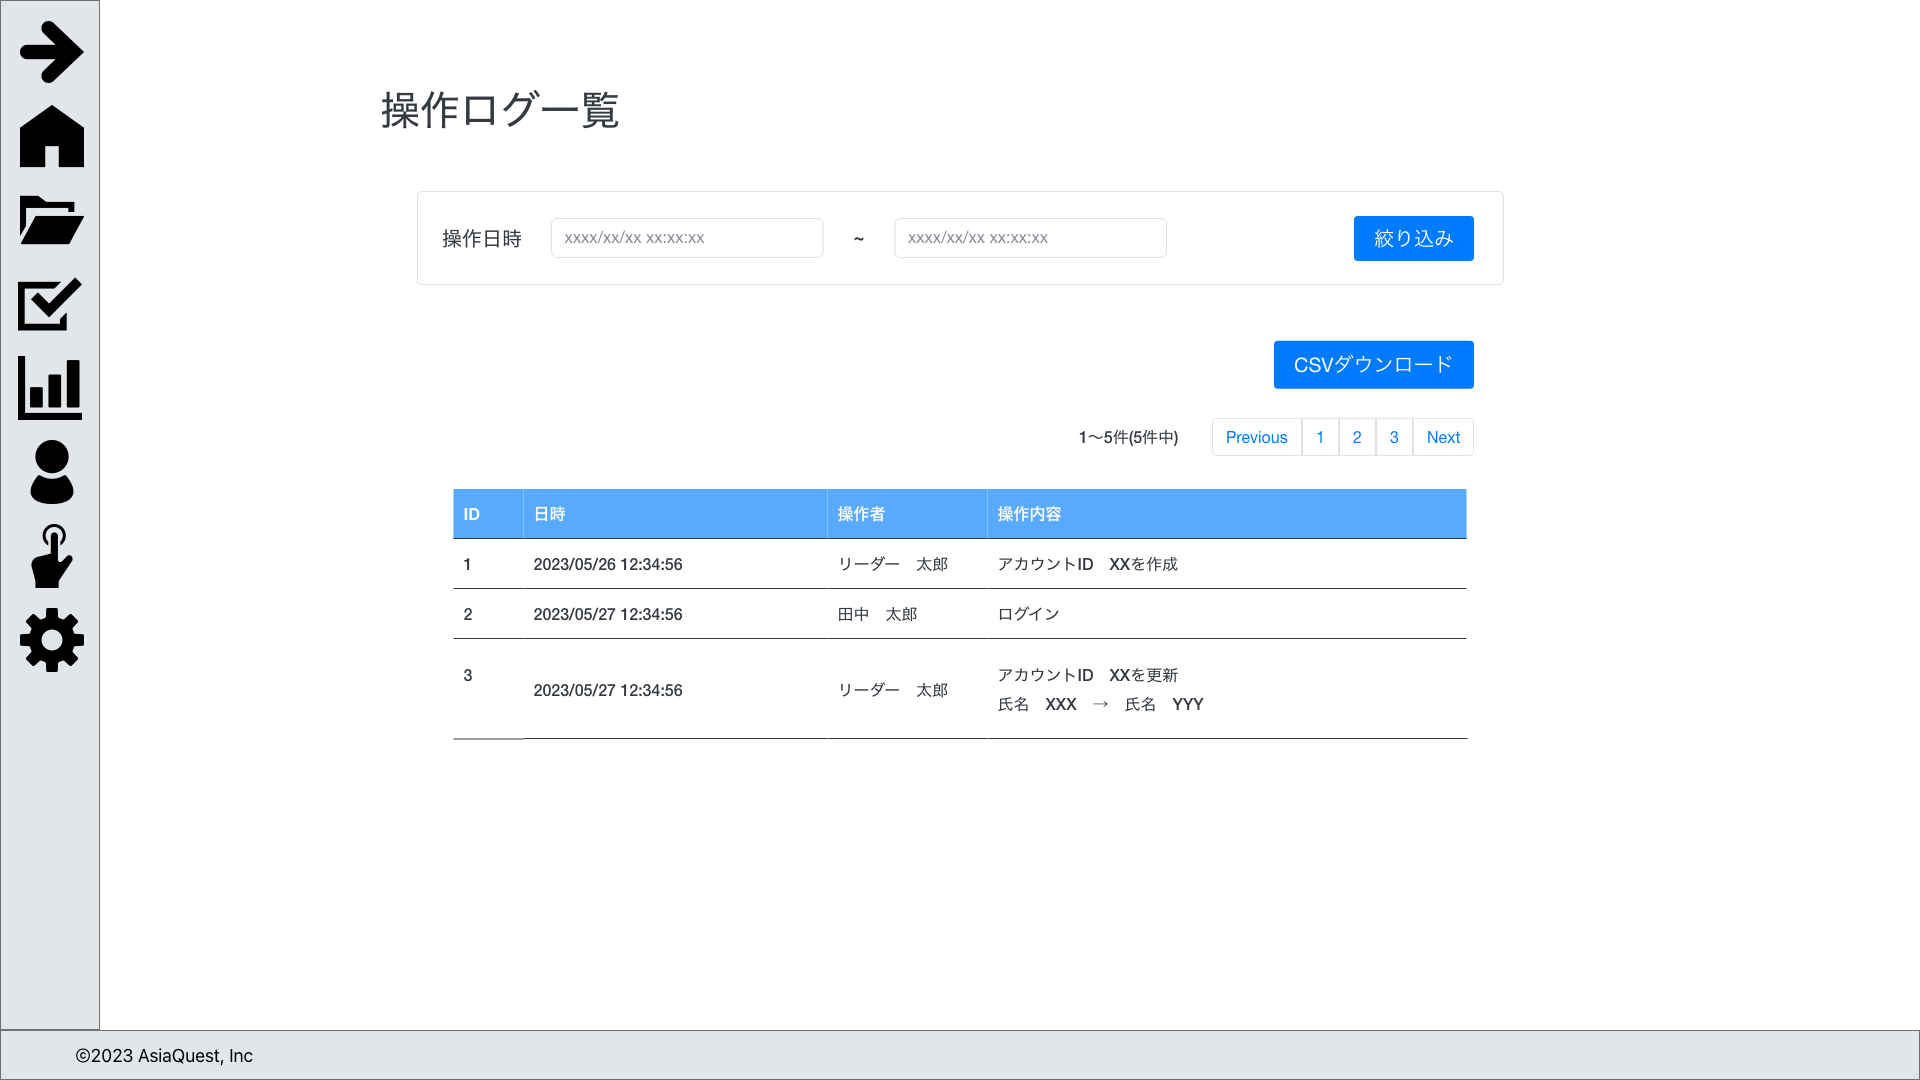 操作ログ一覧
操作日時 xxxx/xx/xx xx:xx:xx ~ xxxx/xx/xx xx:xx:xx 絞り込み
CSVダウンロード
1〜5件(5件中) Previous 1 2 3 Next
ID 日時 操作者 操作内容
1 2023/05/26 12:34:56 リーダー　太郎 アカウントID　XXを作成
2 2023/05/27 12:34:56 田中　太郎 ログイン
3 2023/05/27 12:34:56 リーダー　太郎 アカウントID　XXを更新
氏名　XXX　→　氏名　YYY
©2023 AsiaQuest, Inc